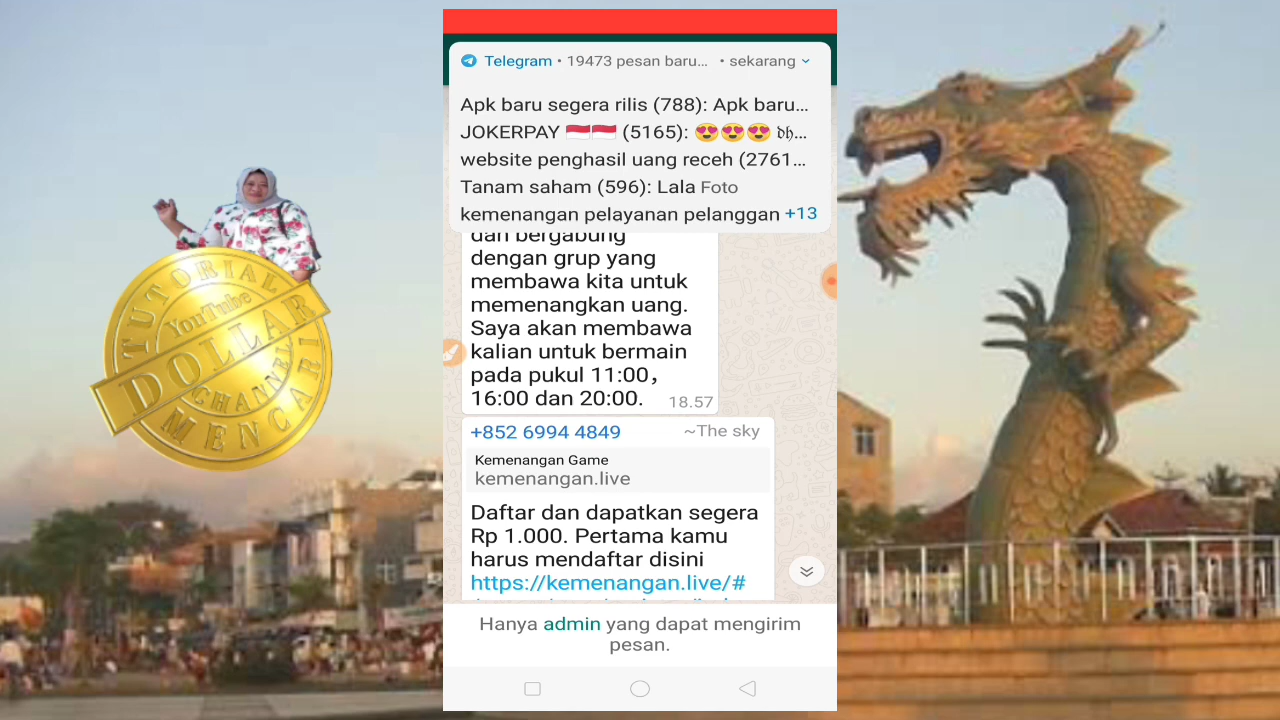 Telegram • 19473 pesan baru... • sekarang
Apk baru segera rilis (788): Apk baru...
JOKERPAY 🇮🇩🇮🇩 (5165): 😍😍😍 𝔡𝔥...
website penghasil uang receh (2761...
Tanam saham (596): Lala Foto
kemenangan pelayanan pelanggan +13
dan bergabung
dengan grup yang
membawa kita untuk
memenangkan uang.
Saya akan membawa
kalian untuk bermain
pada pukul 11:00，
16:00 dan 20:00. 18.57
+852 6994 4849 ~The sky
Kemenangan Game
kemenangan.live
Daftar dan dapatkan segera
Rp 1.000. Pertama kamu
harus mendaftar disini
https://kemenangan.live/#
Hanya admin yang dapat mengirim
pesan.
TUTORIAL
YouTube
DOLLAR
CHANNEL
MENCARI